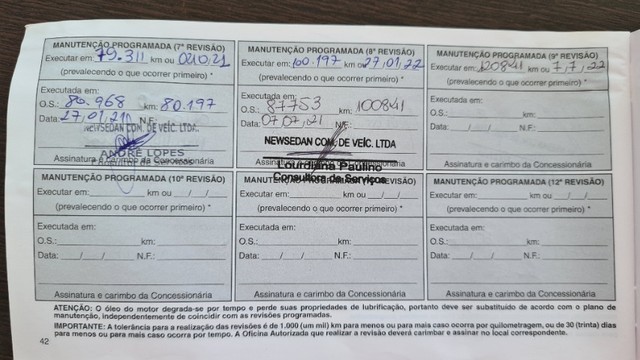 MANUTENÇÃO PROGRAMADA (7ª REVISÃO)
Executar em: 79.311 km ou 02,01,21
(prevalecendo o que ocorrer primeiro) *
Executada em:
O.S.: 80.968 km: 80.197
Data: 27,01,21 N.F.
NEWSEDAN COM. DE VEÍC. LTDA.
ANDRÉ LOPES
Assinatura e carimbo da Concessionária
MANUTENÇÃO PROGRAMADA (8ª REVISÃO)
Executar em: 100.197 km ou 27,01,22
(prevalecendo o que ocorrer primeiro) *
Executada em:
O.S.: 87753 km: 100841
Data: 07,07,21 N.F.:
NEWSEDAN COM. DE VEÍC. LTDA
Assinatura e carimbo da Concessionária
Lourdiana Paulino
Consultora de Serviços
MANUTENÇÃO PROGRAMADA (9ª REVISÃO)
Executar em: 120841 km ou 7,7,22
(prevalecendo o que ocorrer primeiro) *
Executada em:
O.S.: km:
Data: / / N.F.:
Assinatura e carimbo da Concessionária
MANUTENÇÃO PROGRAMADA (10ª REVISÃO)
Executar em: km ou / /
(prevalecendo o que ocorrer primeiro) *
Executada em:
O.S.: km:
Data: / / N.F.:
Assinatura e carimbo da Concessionária
MANUTENÇÃO PROGRAMADA REVISÃO)
Executar em: km ou / /
(prevalecendo o que ocorrer primeiro) *
Executada em:
O.S.: km:
Data: / / N.F.:
Assinatura e carimbo da Concessionária
MANUTENÇÃO PROGRAMADA (12ª REVISÃO)
Executar em: km ou / /
(prevalecendo o que ocorrer primeiro) *
Executada em:
O.S.: km:
Data: / / N.F.:
Assinatura e carimbo da Concessionária
ATENÇÃO: O óleo do motor degrada-se por tempo e perde suas propriedades de lubrificação, portanto deve ser substituído de acordo com o plano de
manutenção, independentemente de coincidir com as revisões programadas.
IMPORTANTE: A tolerância para a realização das revisões é de 1.000 (um mil) km para menos ou para mais caso ocorra por quilometragem, ou de 30 (trinta) dias
para menos ou para mais caso ocorra por tempo. A Oficina Autorizada que realizar a revisão deverá carimbar e assinar no local correspondente.
42